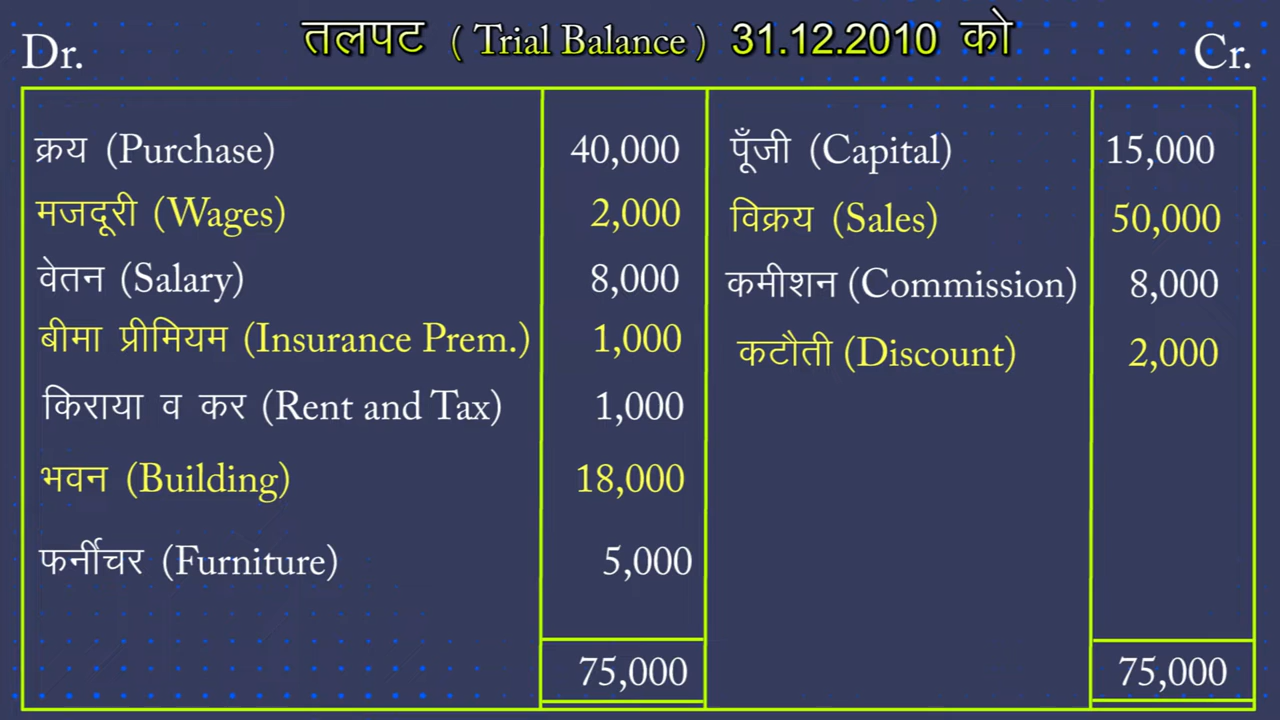 Dr.
तलपट ( Trial Balance ) 31.12.2010 को
Cr.
क्रय (Purchase) 40,000 पूँजी (Capital) 15,000
मजदूरी (Wages) 2,000 विक्रय (Sales) 50,000
वेतन (Salary) 8,000 कमीशन (Commission) 8,000
बीमा प्रीमियम (Insurance Prem.) 1,000 कटौती (Discount) 2,000
किराया व कर (Rent and Tax) 1,000
भवन (Building) 18,000
फर्नीचर (Furniture) 5,000
75,000 75,000